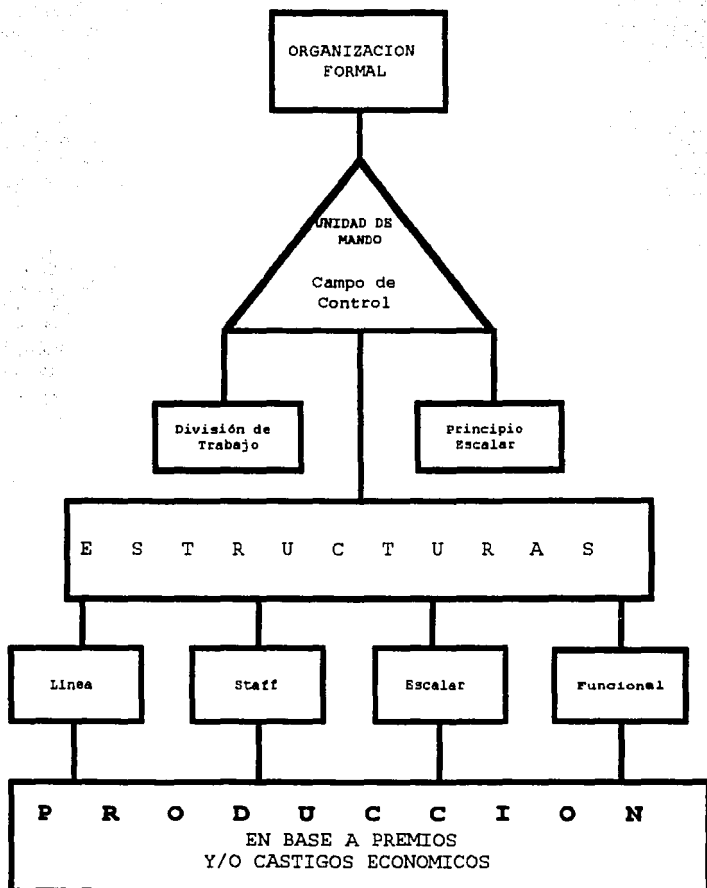 ORGANIZACION
FORMAL
UNIDAD DE
MANDO
Campo de
Control
División de
Trabajo
Principio
Escalar
E S T R U C T U R A S
Linea
Staff
Escalar
Funcional
P R O D U C C I O N
EN BASE A PREMIOS
Y/O CASTIGOS ECONOMICOS